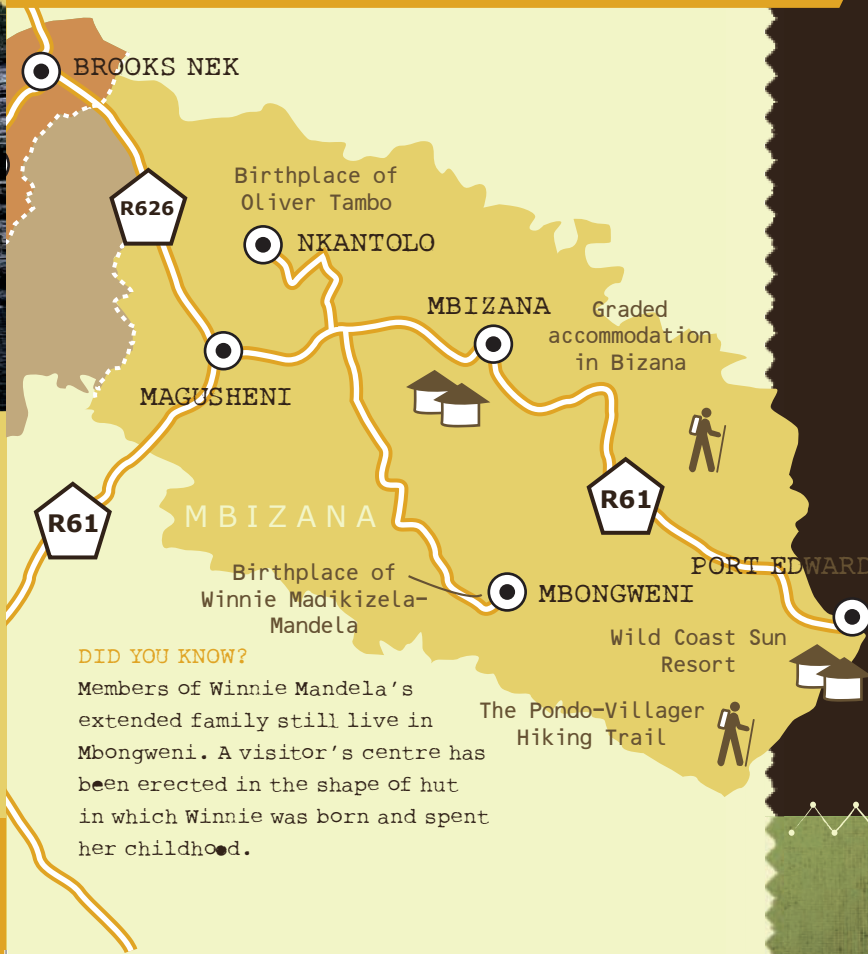 BROOKS NEK
R626
Birthplace of
Oliver Tambo
NKANTOLO
MBIZANA
Graded
accommodation
in Bizana
MAGUSHENI
R61
MBIZANA
R61
PORT EDWARD
Birthplace of
Winnie Madikizela-
Mandela
MBONGWENI
Wild Coast Sun
Resort
The Pondo-Villager
Hiking Trail
DID YOU KNOW?
Members of Winnie Mandela's
extended family still live in
Mbongweni. A visitor's centre has
been erected in the shape of hut
in which Winnie was born and spent
her childhood.